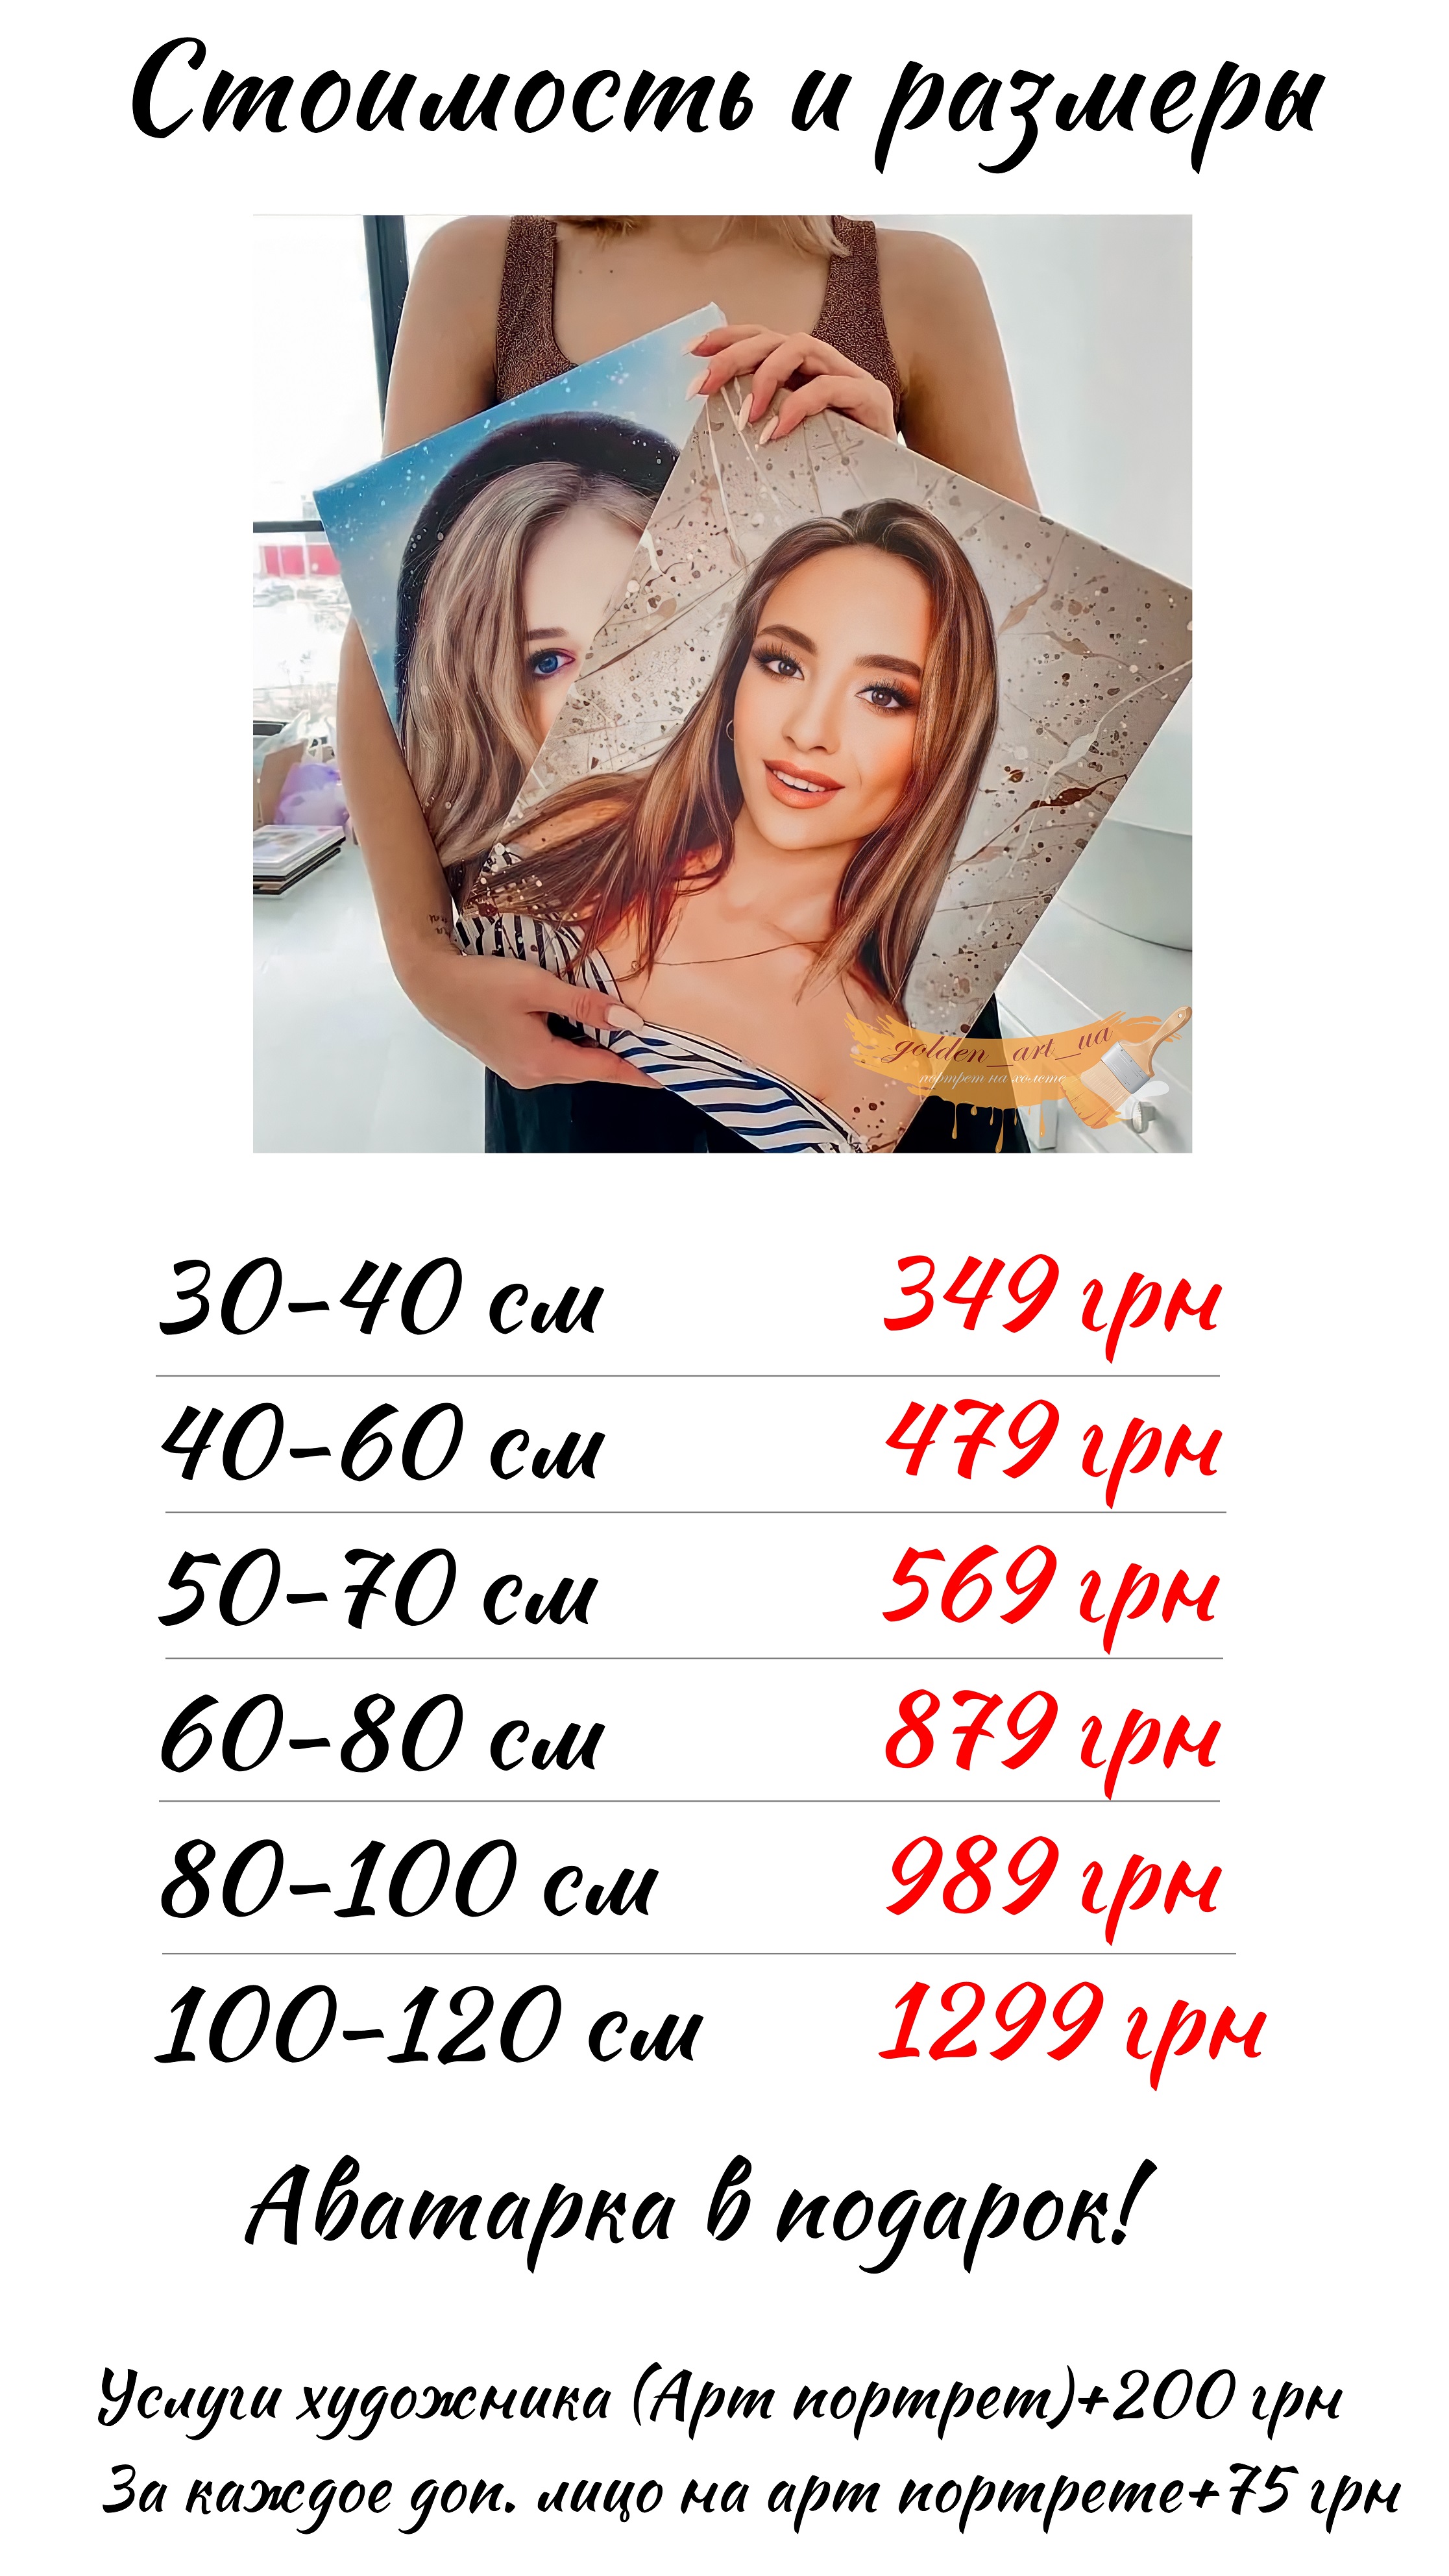 Стоимость и размеры
golden_art_ua
портрет на холсте
30-40 см 349 грн
40-60 см 479 грн
50-70 см 569 грн
60-80 см 879 грн
80-100 см 989 грн
100-120 см 1299 грн
Аватарка в подарок!
Услуги художника (Арт портрет)+200 грн
За каждое доп. лицо на арт портрете+75 грн